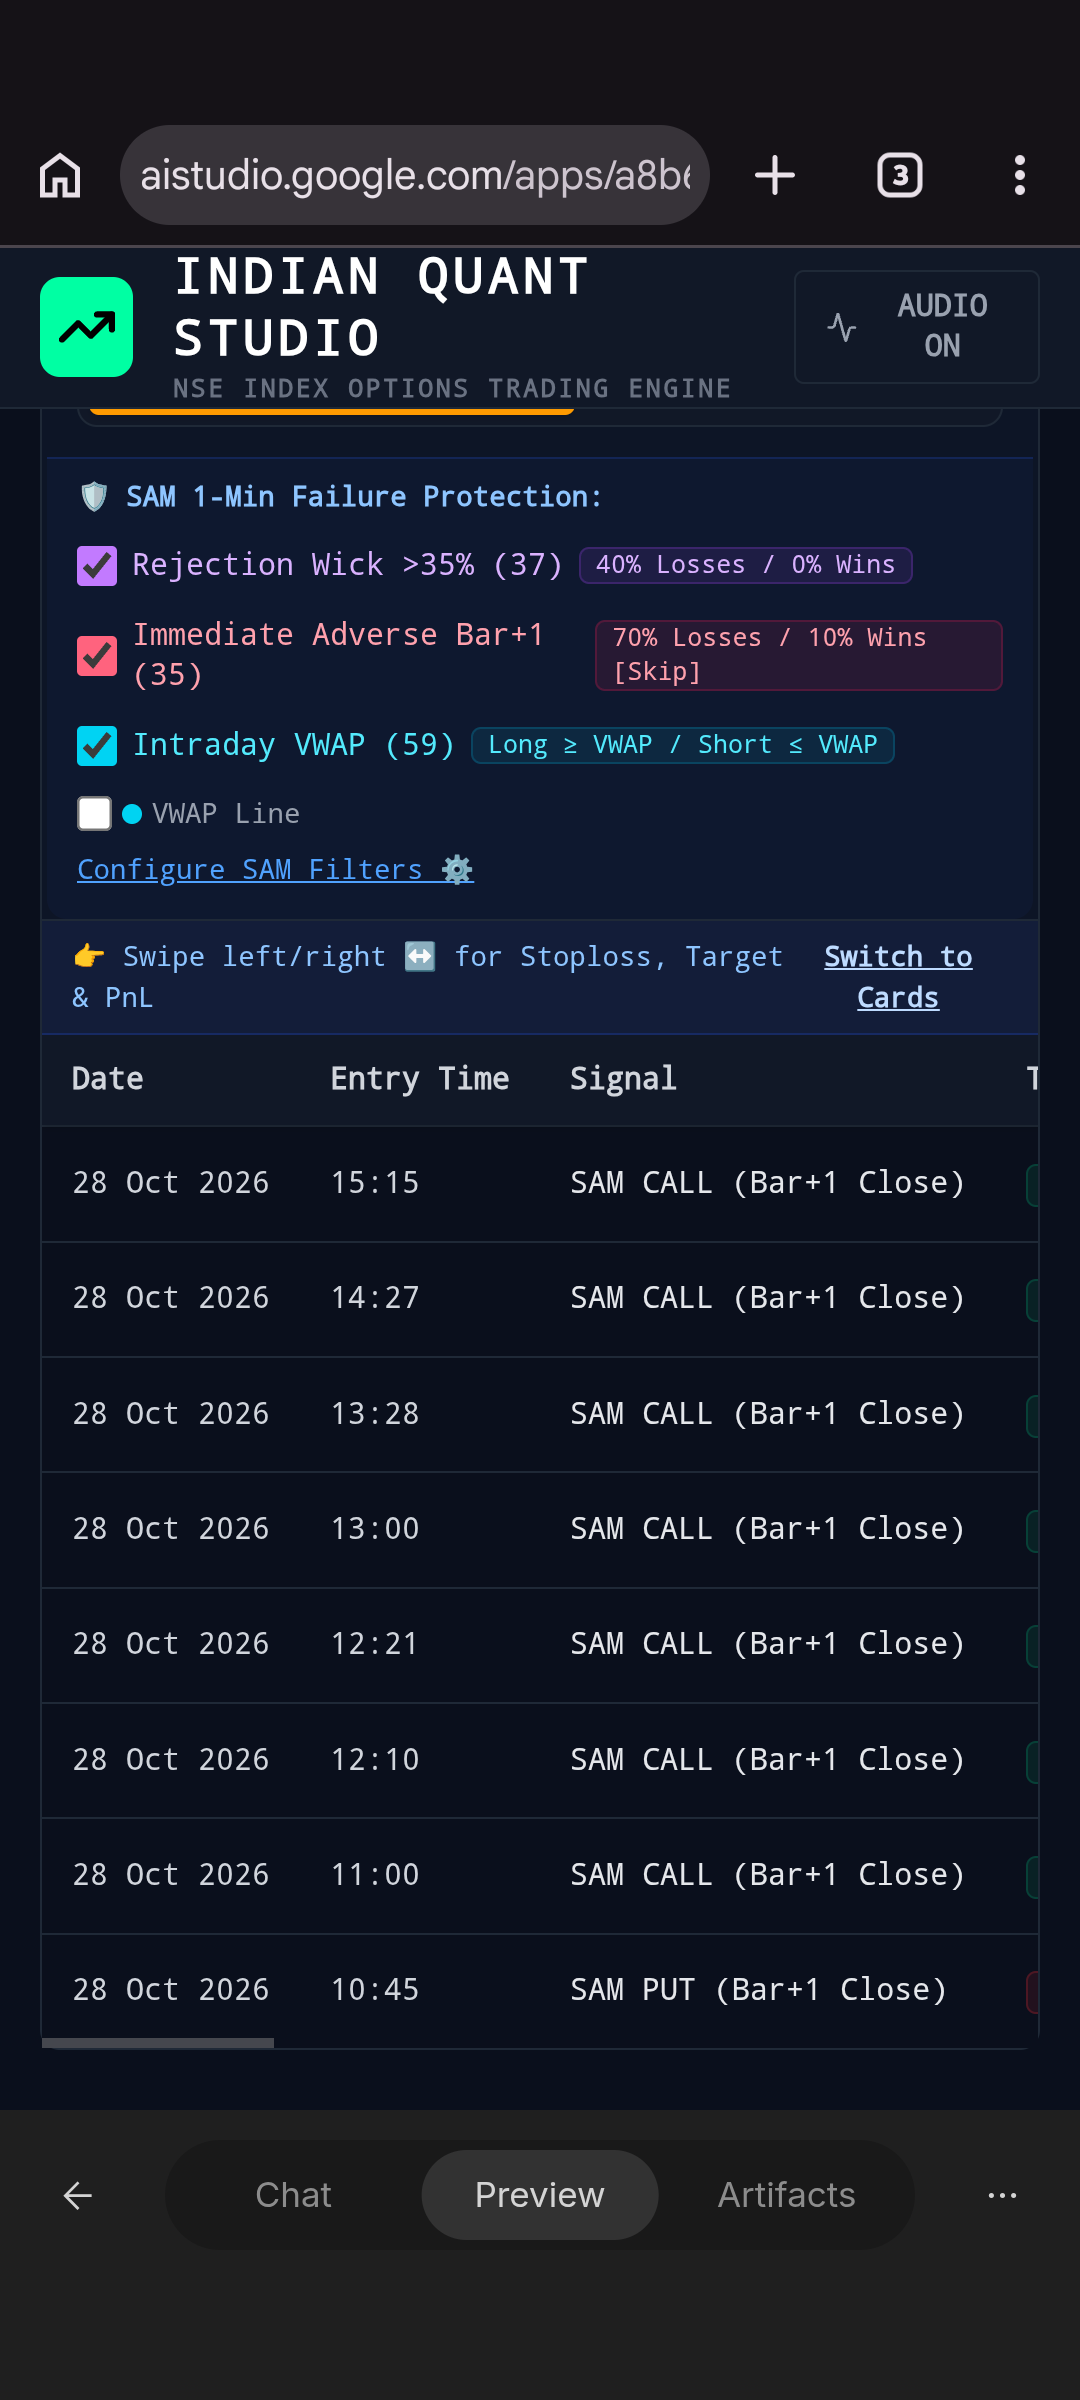 aistudio.google.com/apps/a8b
3
INDIAN QUANT
STUDIO
NSE INDEX OPTIONS TRADING ENGINE
AUDIO
ON
🛡️ SAM 1-Min Failure Protection:
Rejection Wick >35% (37) 40% Losses / 0% Wins
Immediate Adverse Bar+1
(35)
70% Losses / 10% Wins
[Skip]
Intraday VWAP (59) Long ≥ VWAP / Short ≤ VWAP
VWAP Line
Configure SAM Filters ⚙️
👉 Swipe left/right ↔️ for Stoploss, Target
& PnL
Switch to
Cards
Date Entry Time Signal
28 Oct 2026 15:15 SAM CALL (Bar+1 Close)
28 Oct 2026 14:27 SAM CALL (Bar+1 Close)
28 Oct 2026 13:28 SAM CALL (Bar+1 Close)
28 Oct 2026 13:00 SAM CALL (Bar+1 Close)
28 Oct 2026 12:21 SAM CALL (Bar+1 Close)
28 Oct 2026 12:10 SAM CALL (Bar+1 Close)
28 Oct 2026 11:00 SAM CALL (Bar+1 Close)
28 Oct 2026 10:45 SAM PUT (Bar+1 Close)
Chat Preview Artifacts